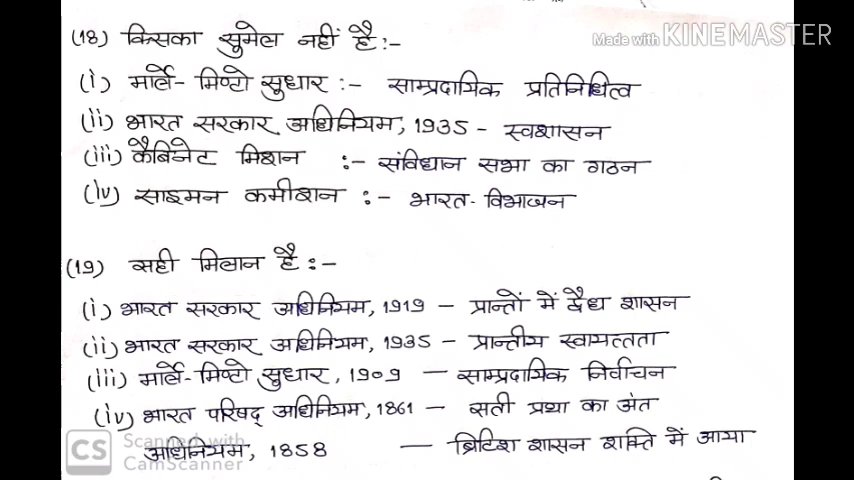 Made with KINEMASTER
(18) किसका सुमेल नहीं है :-
(i) मार्ले-मिण्टो सुधार :- साम्प्रदायिक प्रतिनिधित्व
(ii) भारत सरकार अधिनियम, 1935 - स्वशासन
(iii) कैबिनेट मिशन :- संविधान सभा का गठन
(iv) साइमन कमीशन :- भारत-विभाजन
(19) सही मिलान है :-
(i) भारत सरकार अधिनियम, 1919 - प्रान्तों में द्वैध शासन
(ii) भारत सरकार अधिनियम, 1935 - प्रान्तीय स्वायत्तता
(iii) मार्ले-मिण्टो सुधार, 1909 - साम्प्रदायिक निर्वाचन
(iv) भारत परिषद् अधिनियम, 1861 - सती प्रथा का अंत
अधिनियम, 1858 - ब्रिटिश शासन शक्ति में आया
CS Scanned with
CamScanner